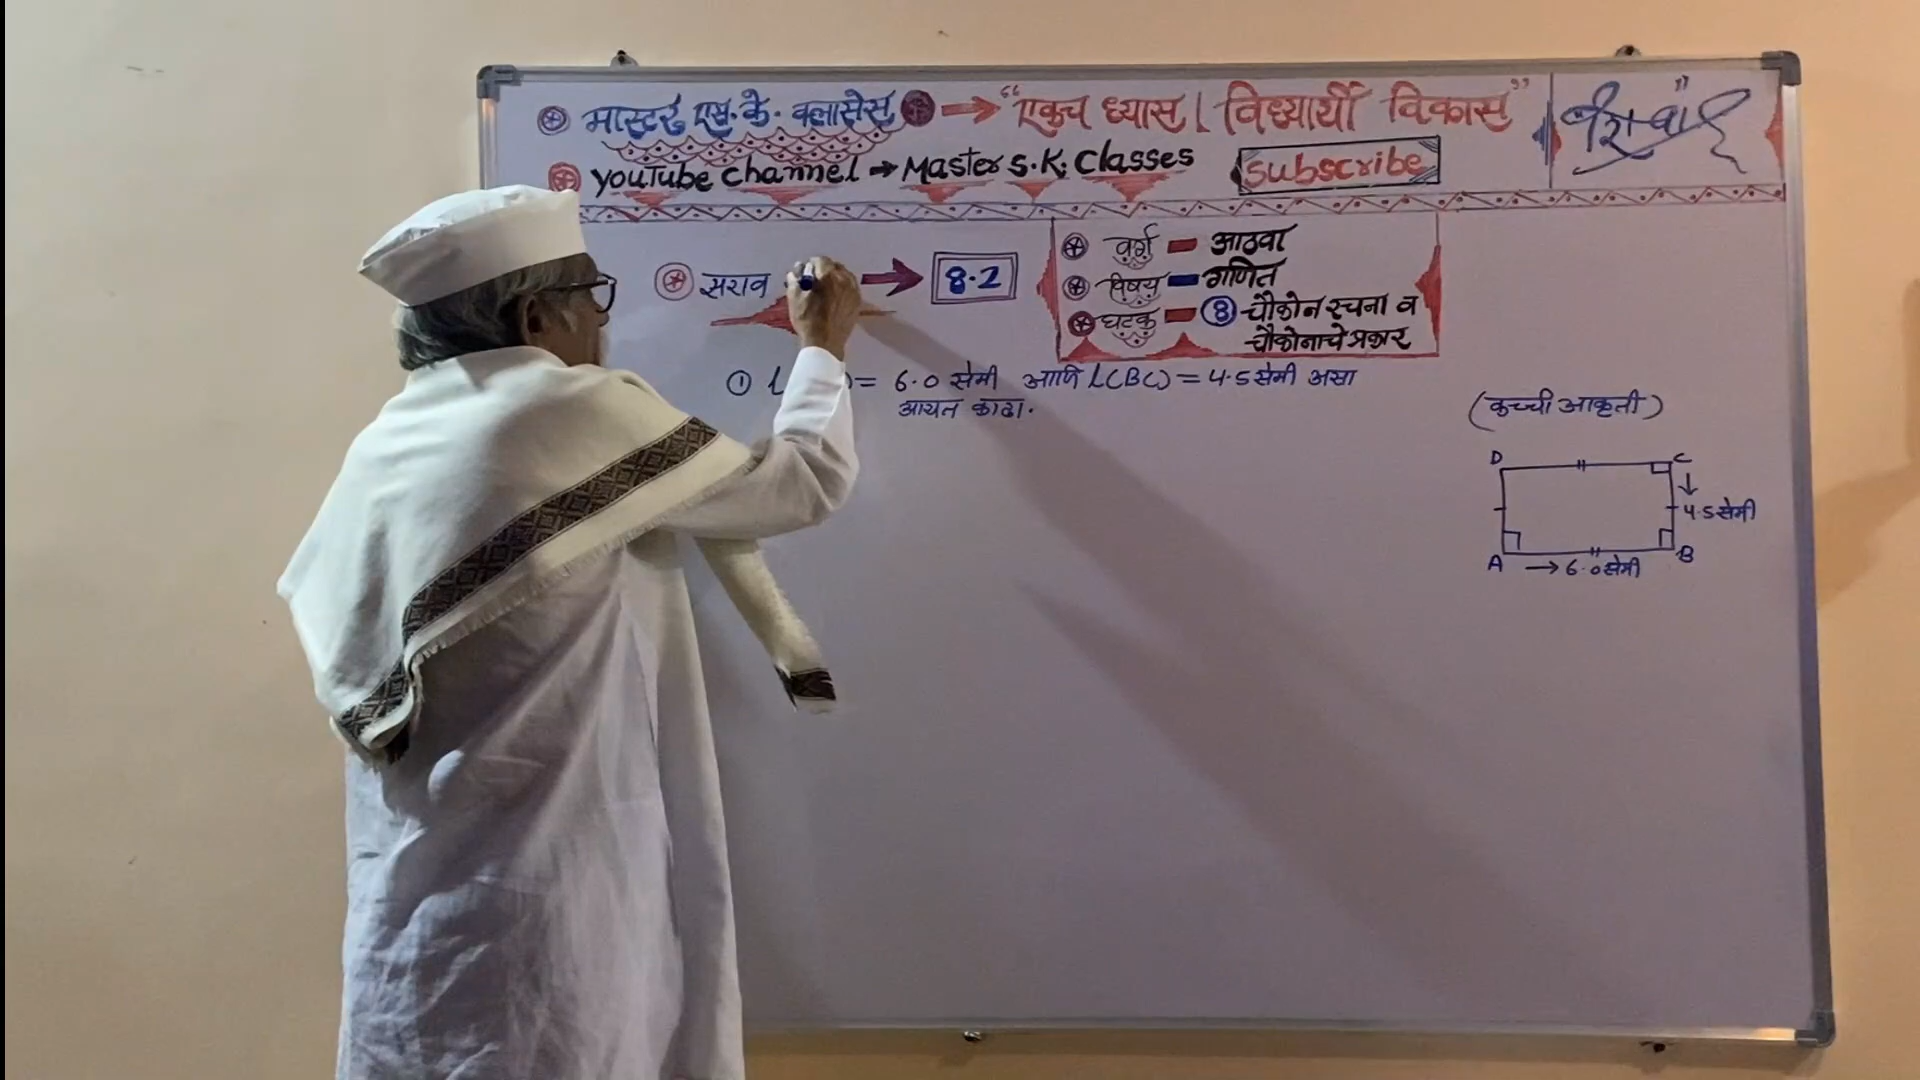 मास्टर एस. के. क्लासेस → "एकच ध्यास । विध्यार्थी विकास"
YouTube channel → Master S.K. Classes Subscribe
सराव → 8.2
वर्ग - आठवा
विषय - गणित
घटक - 8 चौकोन रचना व
चौकोनाचे प्रकार
① l = 6.0 सेमी आणि l(BC) = 4.5 सेमी असा
आयत काढा.
(कच्ची आकृती)
D C
↓ 4.5 सेमी
A → 6.0 सेमी B